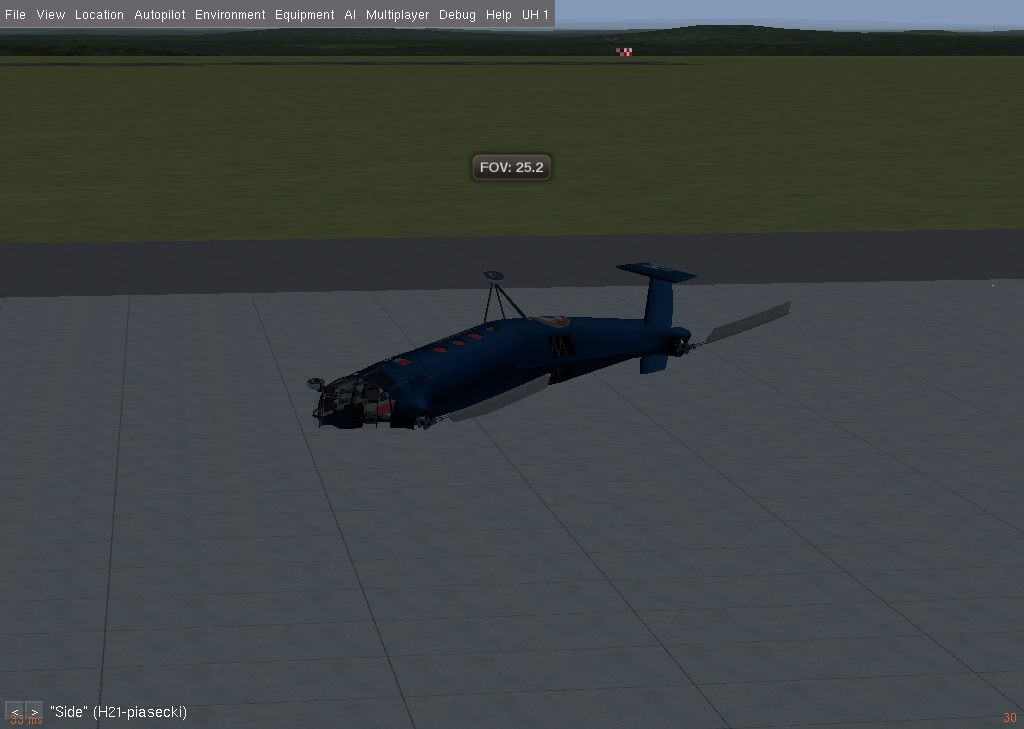 File View Location Autopilot Environment Equipment AI Multiplayer Debug Help UH 1
FOV: 25.2
< > "Side" (H21-piasecki)
33 ms
30